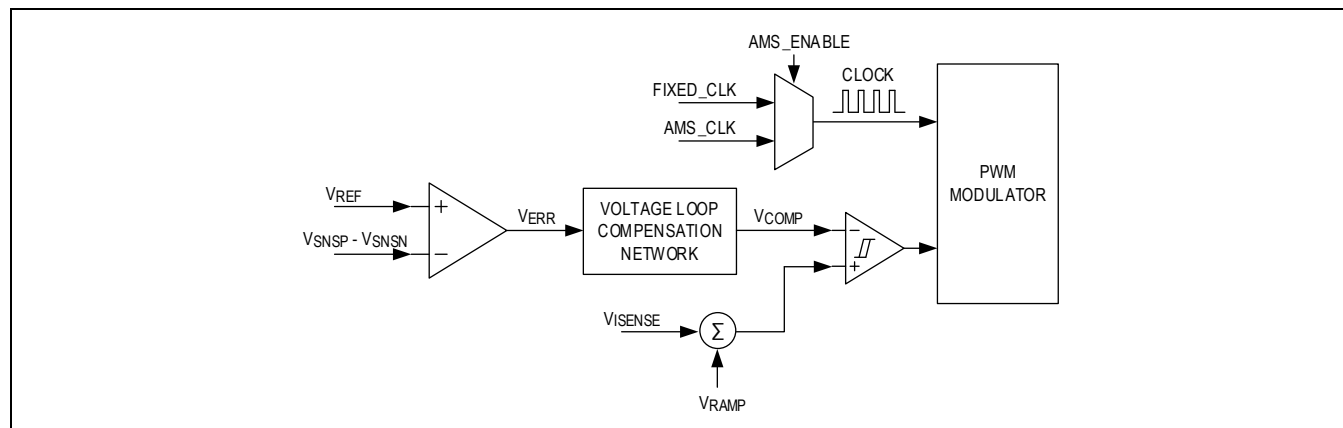 AMS_ENABLE
FIXED_CLK
CLOCK
AMS_CLK
PWM
MODULATOR
VREF
+
VSNSP - VSNSN
−
VERR
VOLTAGE LOOP
COMPENSATION
NETWORK
VCOMP
−
+
VISENSE
Σ
VRAMP